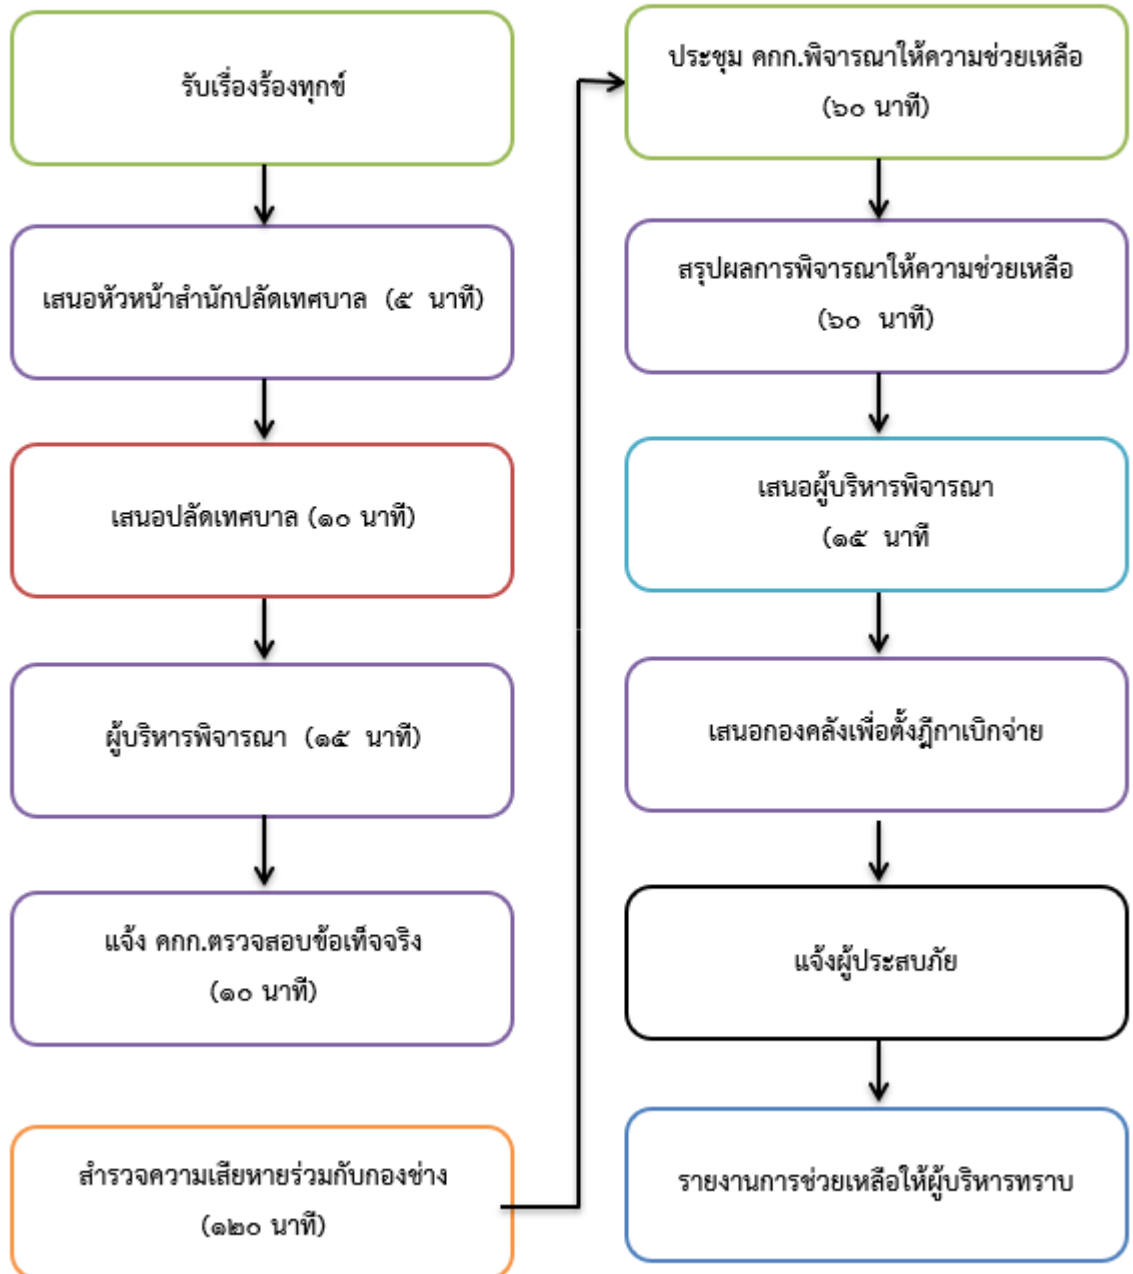 รับเรื่องร้องทุกข์
เสนอหัวหน้าสำนักปลัดเทศบาล (๕ นาที)
เสนอปลัดเทศบาล (๑๐ นาที)
ผู้บริหารพิจารณา (๑๕ นาที)
แจ้ง คกก.ตรวจสอบข้อเท็จจริง
(๑๐ นาที)
สำรวจความเสียหายร่วมกับกองช่าง
(๑๒๐ นาที)
ประชุม คกก.พิจารณาให้ความช่วยเหลือ
(๖๐ นาที)
สรุปผลการพิจารณาให้ความช่วยเหลือ
(๖๐ นาที)
เสนอผู้บริหารพิจารณา
(๑๕ นาที
เสนอกองคลังเพื่อตั้งฎีกาเบิกจ่าย
แจ้งผู้ประสบภัย
รายงานการช่วยเหลือให้ผู้บริหารทราบ